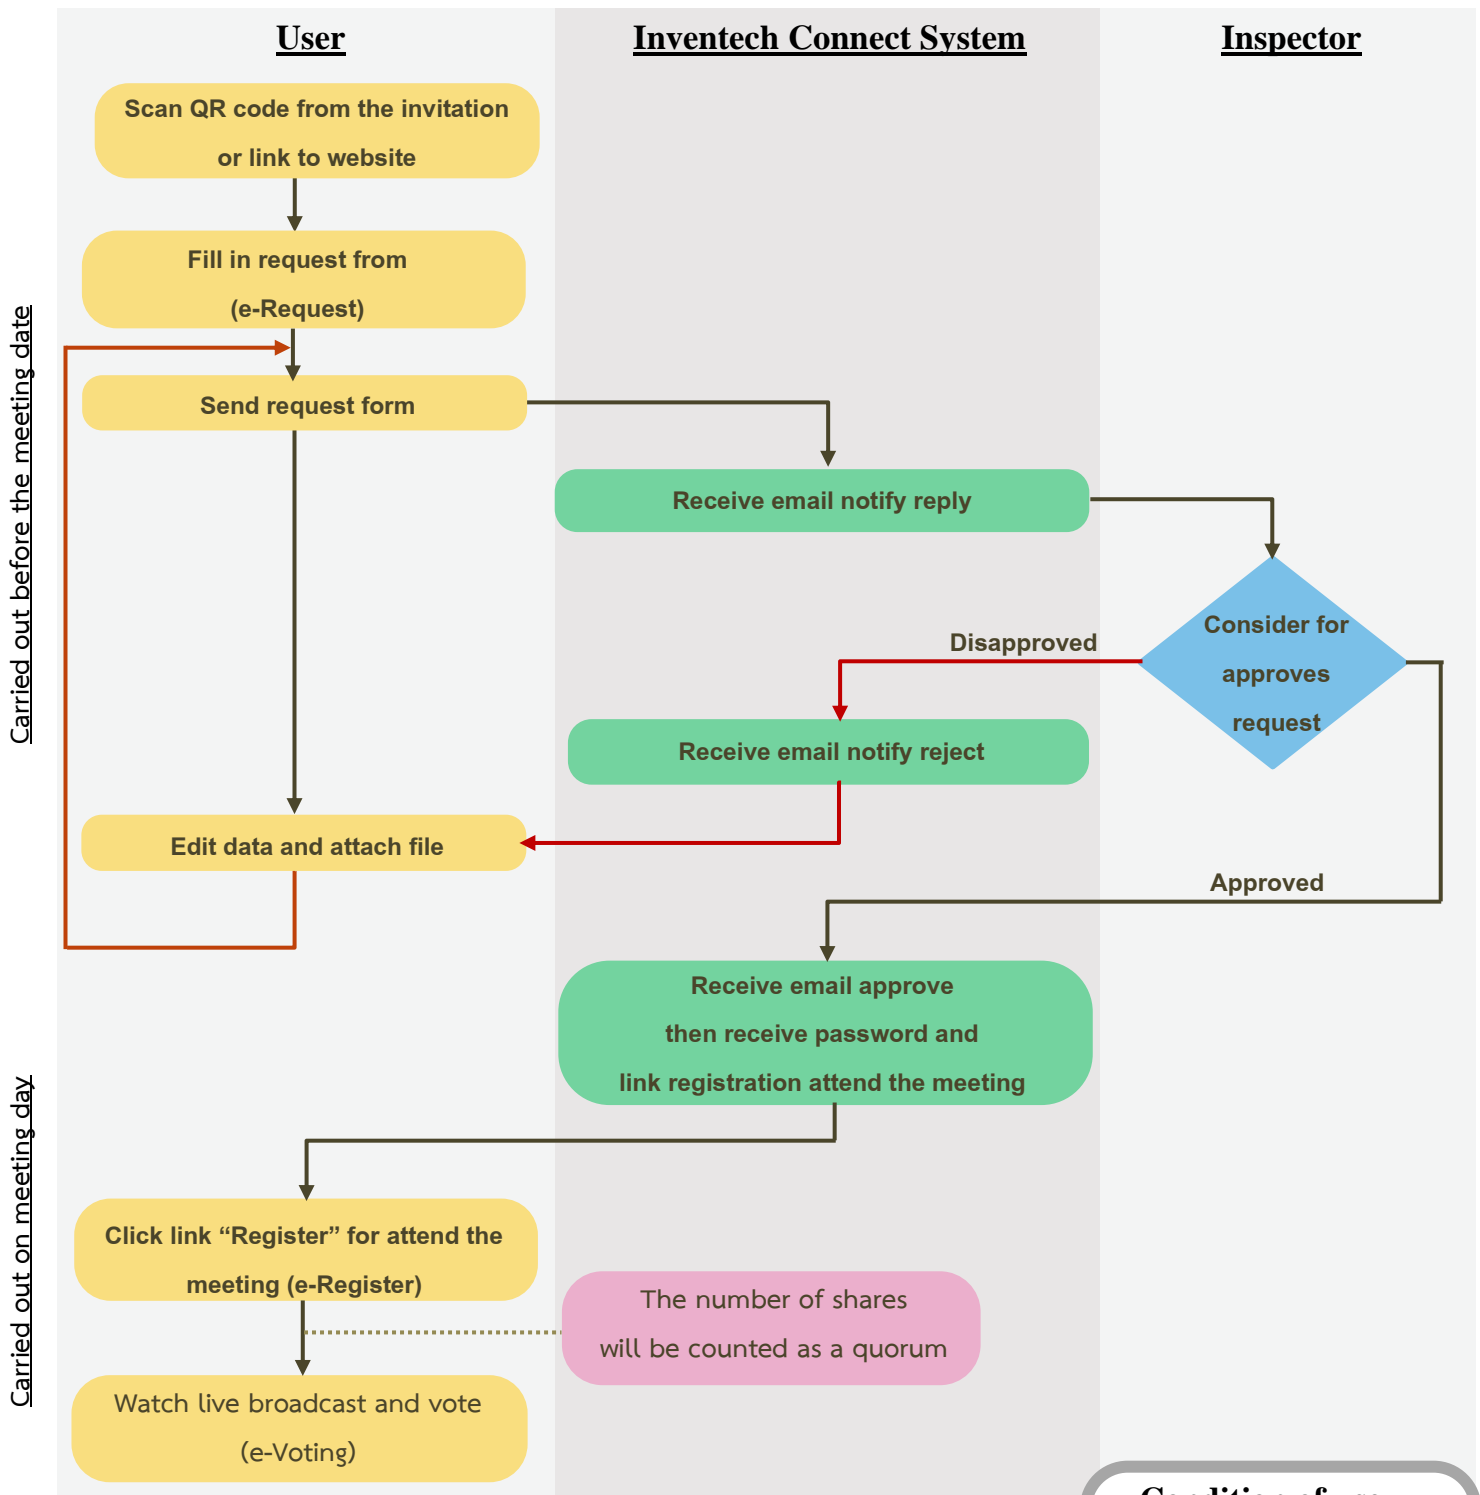 User
Inventech Connect System
Inspector
Carried out before the meeting date
Scan QR code from the invitation
or link to website
Fill in request from
(e-Request)
Send request form
Receive email notify reply
Consider for
approves
request
Disapproved
Receive email notify reject
Edit data and attach file
Approved
Receive email approve
then receive password and
link registration attend the meeting
Carried out on meeting day
Click link “Register” for attend the
meeting (e-Register)
The number of shares
will be counted as a quorum
Watch live broadcast and vote
(e-Voting)
Condition of use